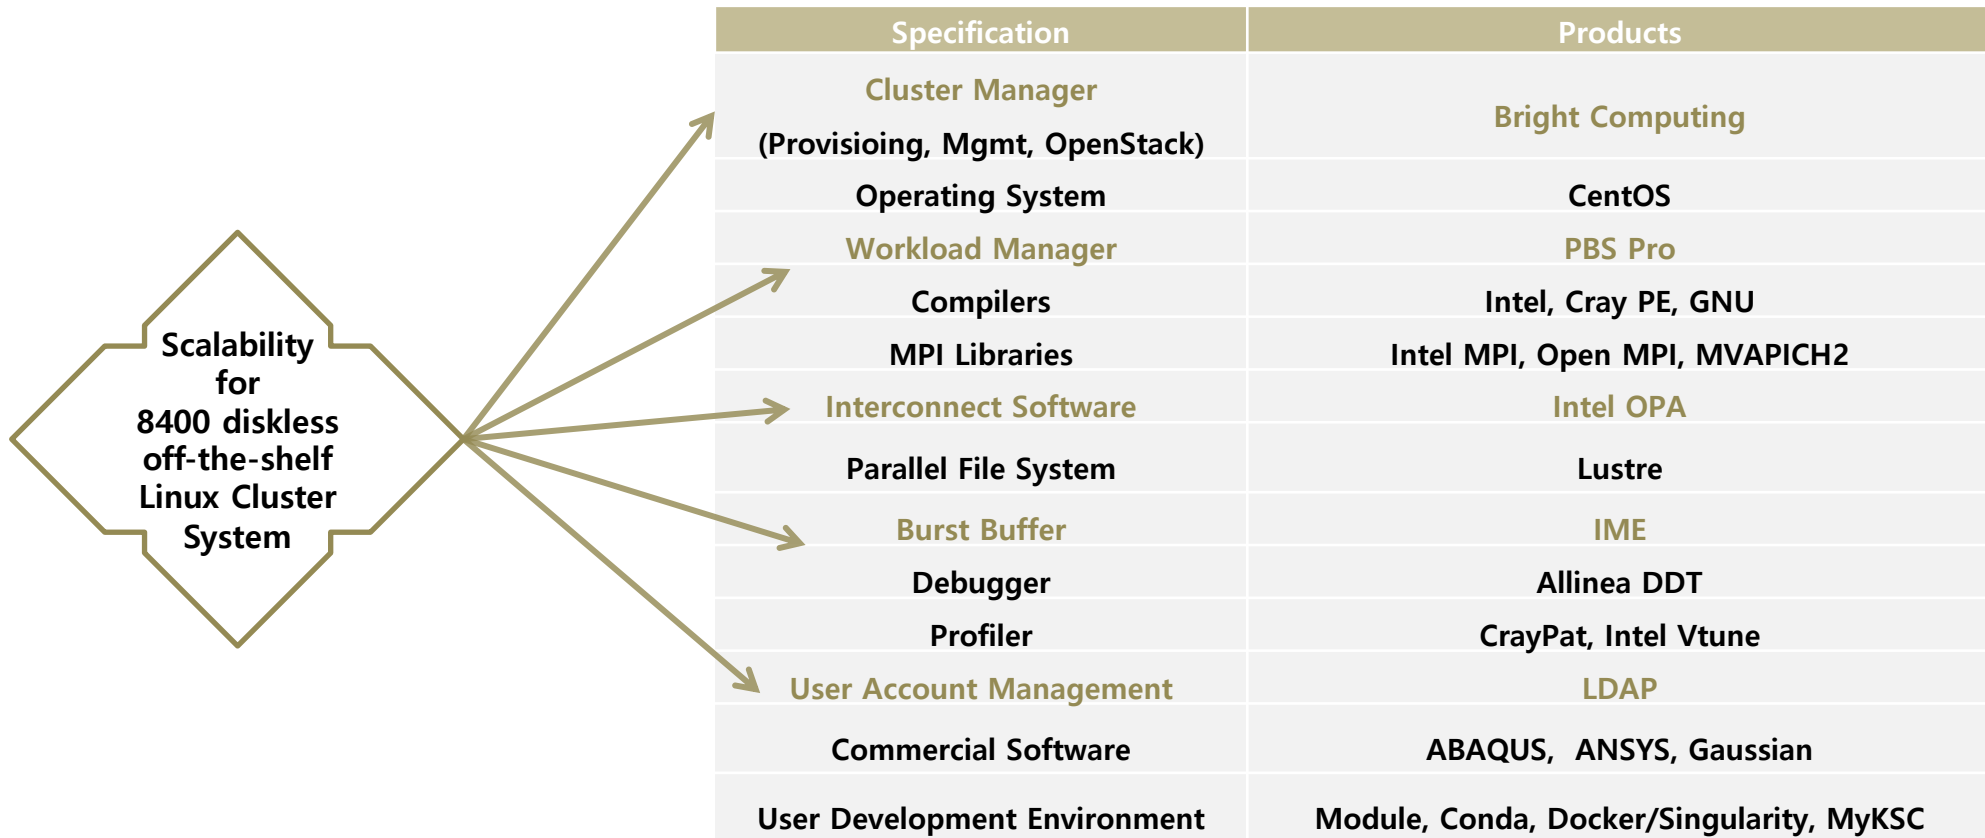 Scalability
for
8400 diskless
off-the-shelf
Linux Cluster
System
Specification Products
Cluster Manager
(Provisioing, Mgmt, OpenStack)
Bright Computing
Operating System CentOS
Workload Manager PBS Pro
Compilers Intel, Cray PE, GNU
MPI Libraries Intel MPI, Open MPI, MVAPICH2
Interconnect Software Intel OPA
Parallel File System Lustre
Burst Buffer IME
Debugger Allinea DDT
Profiler CrayPat, Intel Vtune
User Account Management LDAP
Commercial Software ABAQUS, ANSYS, Gaussian
User Development Environment Module, Conda, Docker/Singularity, MyKSC